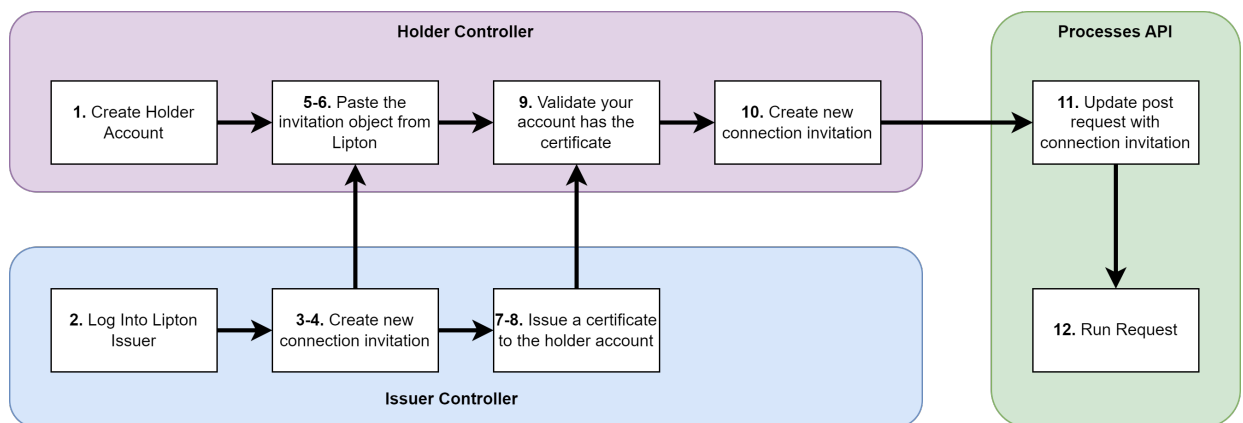 Holder Controller
1. Create Holder
Account
5-6. Paste the
invitation object from
Lipton
9. Validate your
account has the
certificate
10. Create new
connection invitation
Processes API
11. Update post
request with
connection invitation
2. Log Into Lipton
Issuer
3-4. Create new
connection invitation
7-8. Issue a certificate
to the holder account
Issuer Controller
12. Run Request